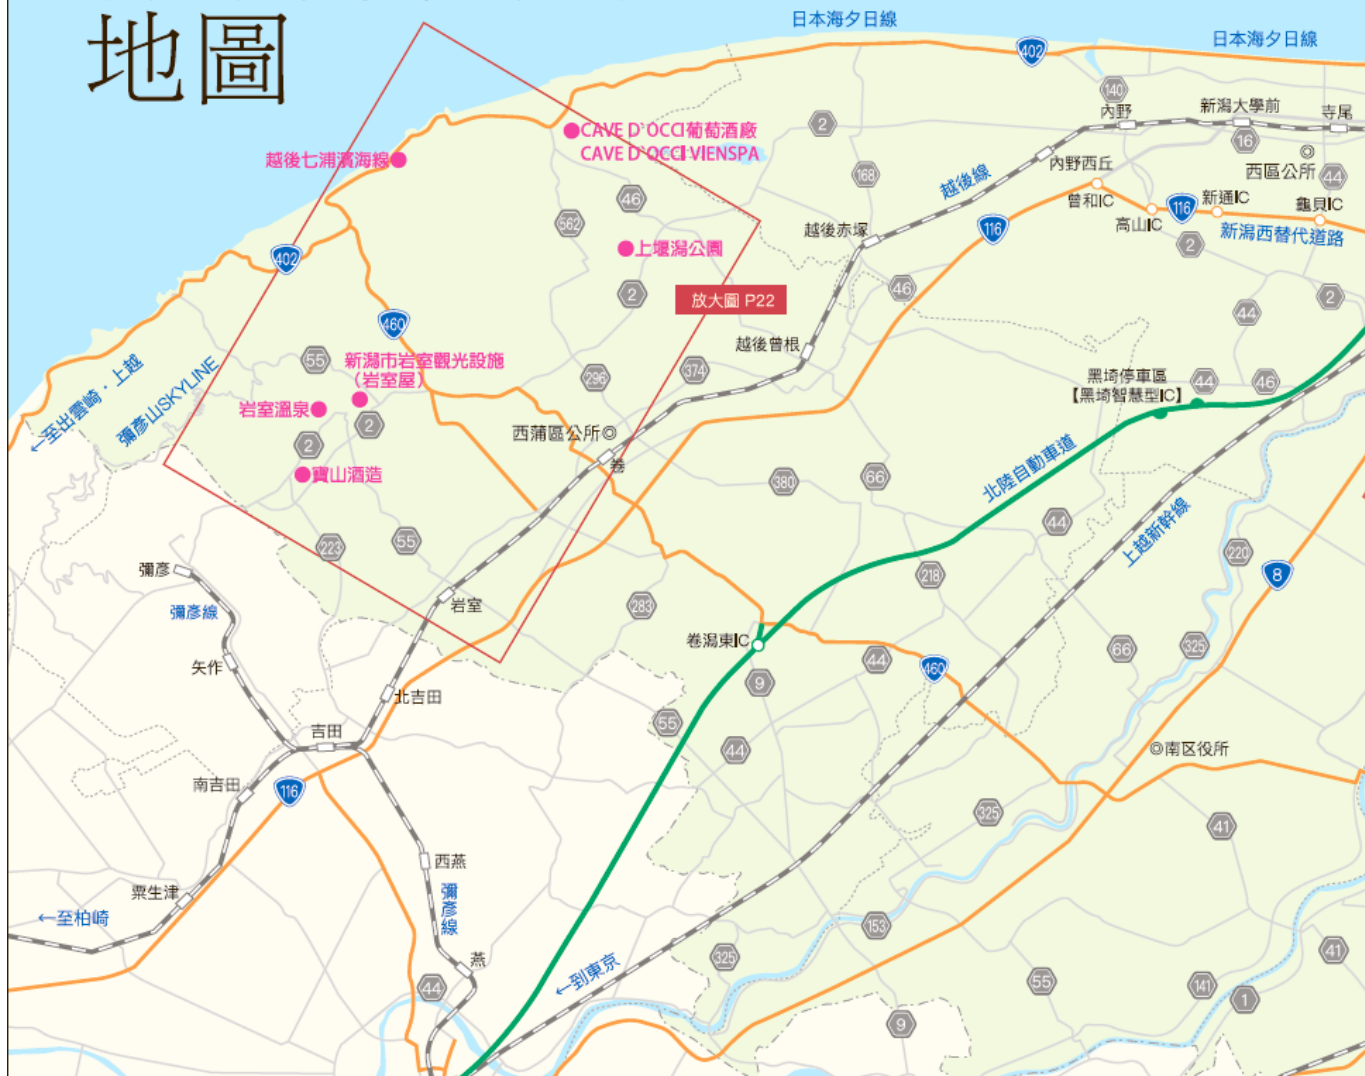 地圖
日本海夕日線
日本海夕日線
402
140
內野
新潟大學前
寺尾
2
CAVE D'OCCI葡萄酒廠
CAVE D'OCCI VIENSPA
16
越後七浦濱海線
內野西丘
西區公所
168
越後線
44
46
曾和IC
116
新通IC
龜貝IC
562
越後赤塚
116
高山IC
新潟西替代道路
402
上堰潟公園
2
46
2
放大圖 P22
2
460
44
越後曾根
55
新潟市岩室觀光設施
（岩室屋）
296
374
黑埼停車區
【黑埼智慧型IC】
44
46
←至出雲崎・上越
彌彥山SKYLINE
岩室溫泉
2
西蒲區公所
2
卷
寶山酒造
380
66
北陸自動車道
44
上越新幹線
223
55
220
彌彥
218
8
彌彥線
岩室
283
卷潟東IC
44
66
325
矢作
460
9
北吉田
55
吉田
44
南区役所
南吉田
116
325
41
西燕
粟生津
彌彥線
←至柏崎
153
41
燕
325
←到東京
44
55
141
1
9